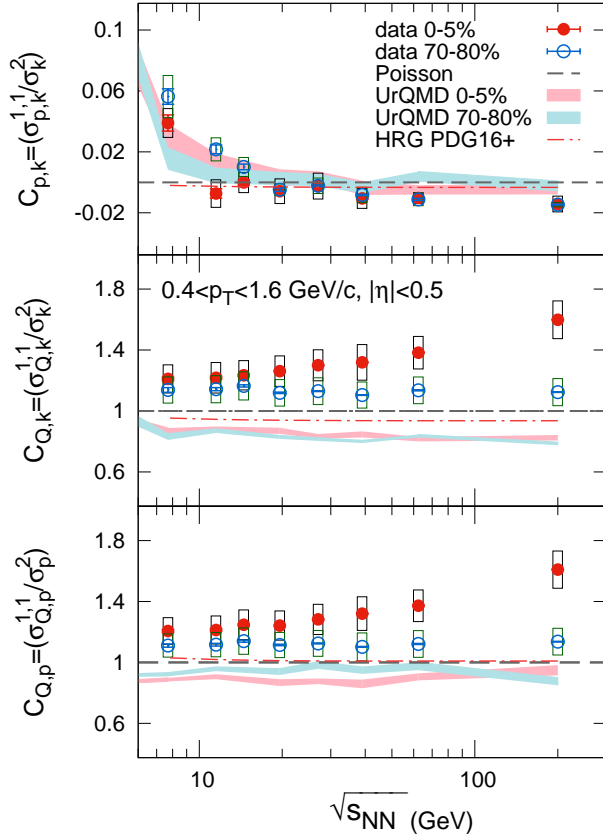 data 0-5%
data 70-80%
Poisson
UrQMD 0-5%
UrQMD 70-80%
HRG PDG16+
0.1
0.06
0.02
-0.02
C_{p,k}=(σ^{1,1}_{p,k}/σ^2_k)
0.4<p_T<1.6 GeV/c, |η|<0.5
1.8
1.4
1
0.6
C_{Q,k}=(σ^{1,1}_{Q,k}/σ^2_k)
1.8
1.4
1
0.6
C_{Q,p}=(σ^{1,1}_{Q,p}/σ^2_p)
10
100
√s_{NN} (GeV)